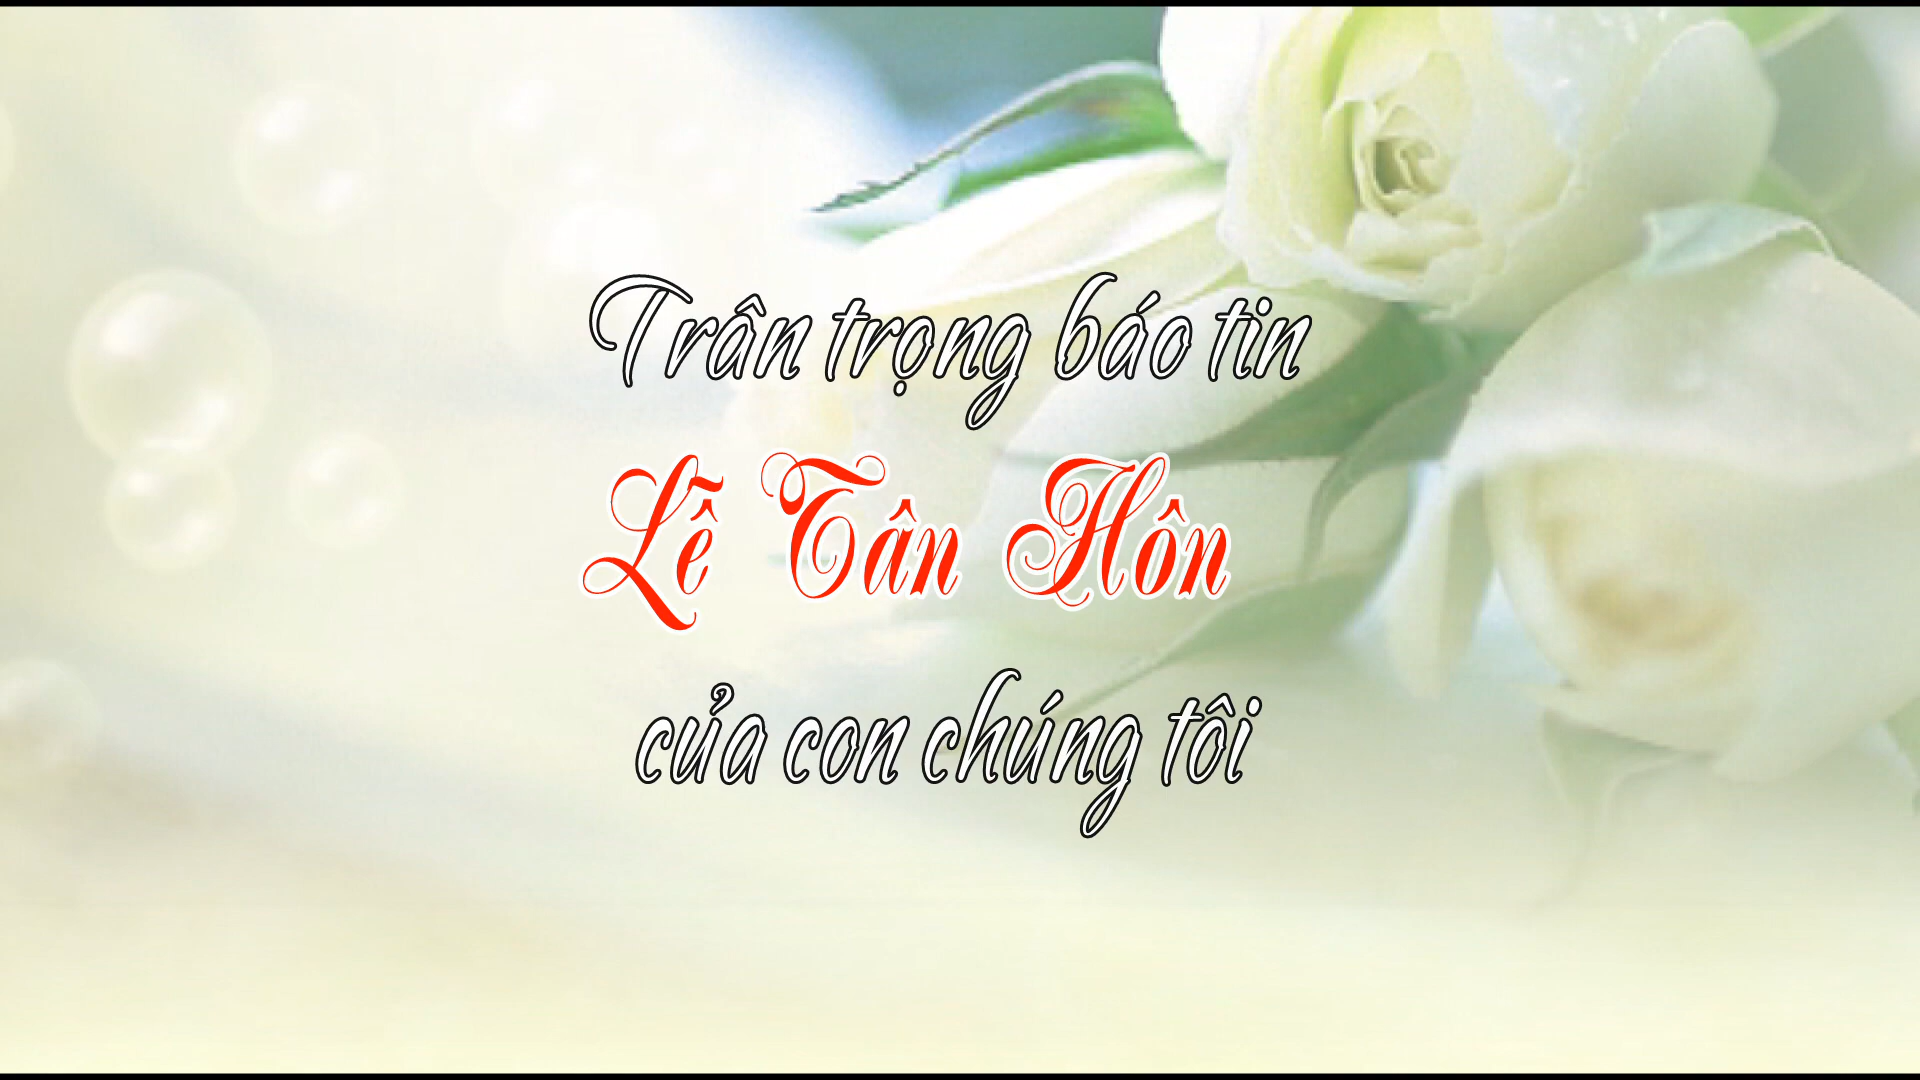 Trân trọng báo tin
Lễ Tân Hôn
của con chúng tôi